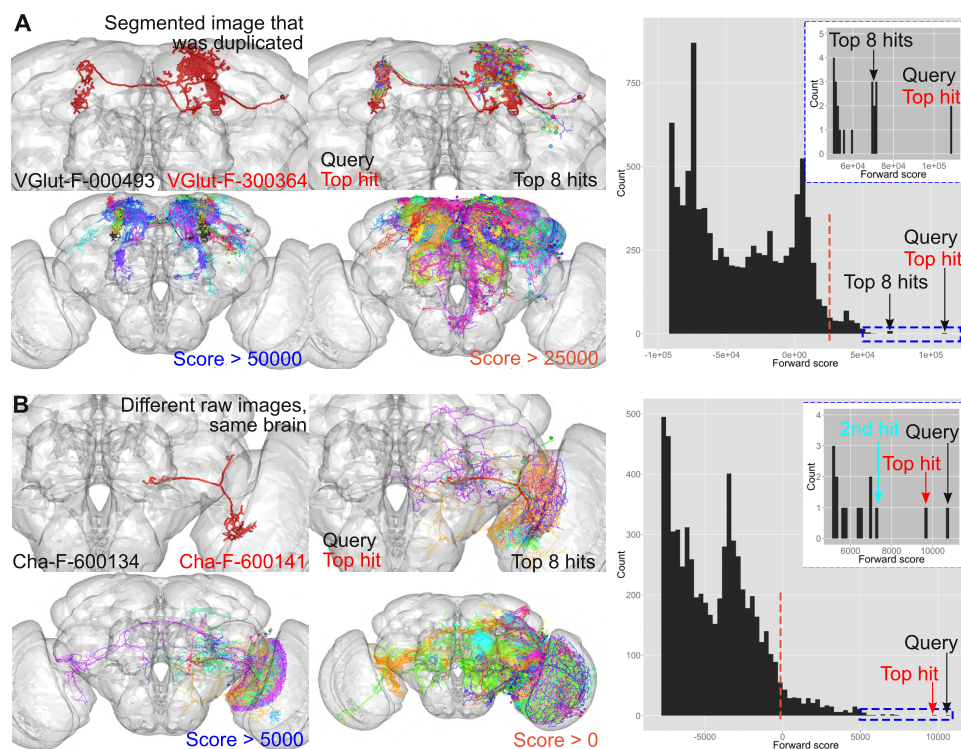 A
Segmented image that
was duplicated
VGlut-F-000493
VGlut-F-300364
Query
Top hit
Top 8 hits
Score > 50000
Score > 25000
Count
750
500
250
0
-1e+05
-5e+04
0e+00
5e+04
1e+05
Forward score
Top 8 hits
Query
Top hit
Top 8 hits
Query
Top hit
Count
5
4
3
2
1
0
6e+04
8e+04
1e+05
Forward score
B
Different raw images,
same brain
Cha-F-600134
Cha-F-600141
Query
Top hit
Top 8 hits
Score > 5000
Score > 0
Count
500
400
300
200
100
0
-5000
0
5000
10000
Forward score
Query
Top hit
2nd hit
Query
Top hit
Count
4
3
2
1
0
6000
8000
10000
Forward score